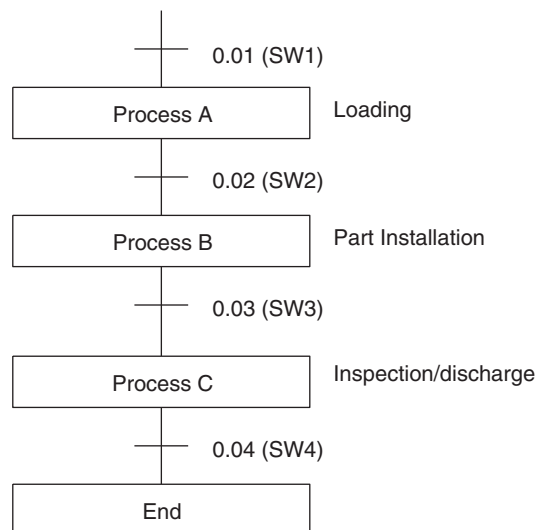 0.01 (SW1)
Process A
Loading
0.02 (SW2)
Process B
Part Installation
0.03 (SW3)
Process C
Inspection/discharge
0.04 (SW4)
End